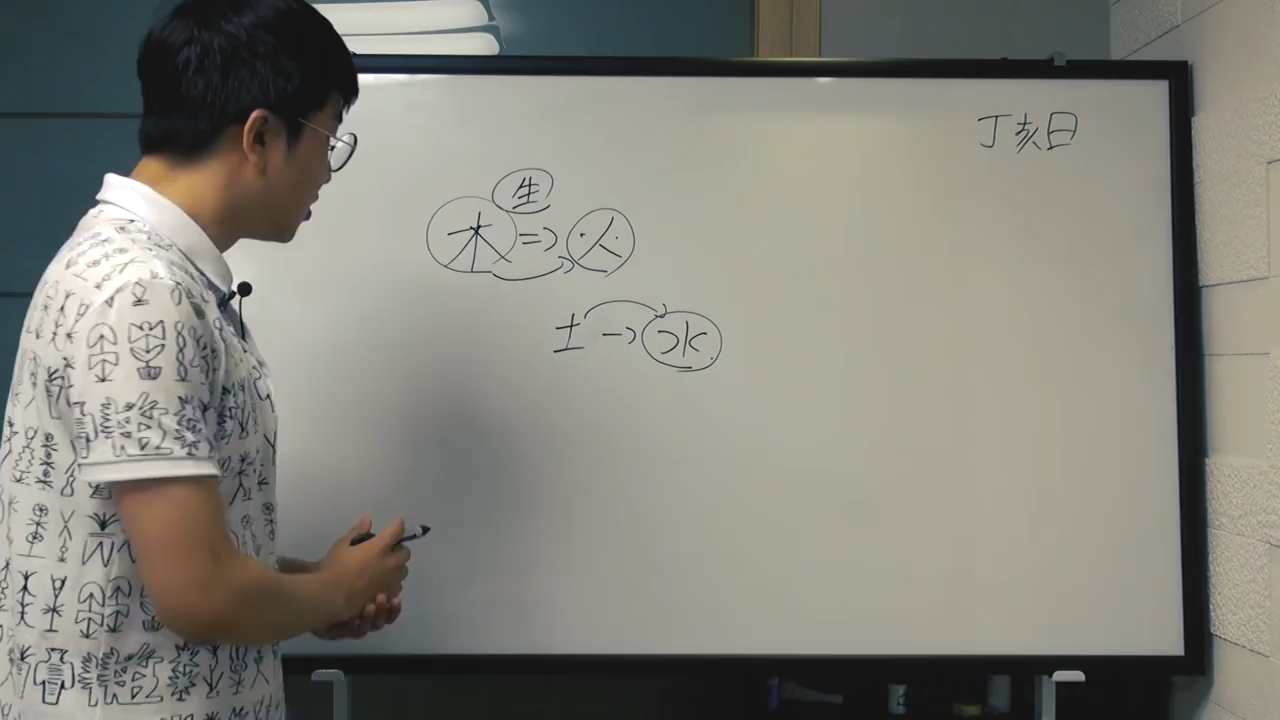 丁亥日
生
木 => 火
土 -> 水